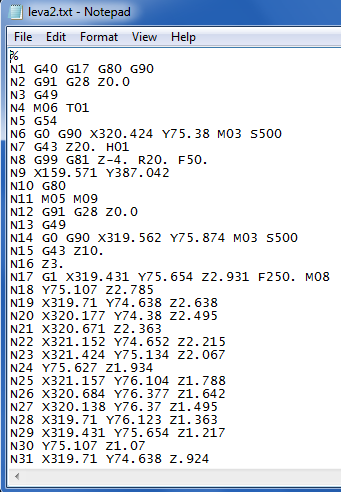 leva2.txt - Notepad
File Edit Format View Help
%
N1 G40 G17 G80 G90
N2 G91 G28 Z0.0
N3 G49
N4 M06 T01
N5 G54
N6 G0 G90 X320.424 Y75.38 M03 S500
N7 G43 Z20. H01
N8 G99 G81 Z-4. R20. F50.
N9 X159.571 Y387.042
N10 G80
N11 M05 M09
N12 G91 G28 Z0.0
N13 G49
N14 G0 G90 X319.562 Y75.874 M03 S500
N15 G43 Z10.
N16 Z3.
N17 G1 X319.431 Y75.654 Z2.931 F250. M08
N18 Y75.107 Z2.785
N19 X319.71 Y74.638 Z2.638
N20 X320.177 Y74.38 Z2.495
N21 X320.671 Z2.363
N22 X321.152 Y74.652 Z2.215
N23 X321.424 Y75.134 Z2.067
N24 Y75.627 Z1.934
N25 X321.157 Y76.104 Z1.788
N26 X320.684 Y76.377 Z1.642
N27 X320.138 Y76.37 Z1.495
N28 X319.71 Y76.123 Z1.363
N29 X319.431 Y75.654 Z1.217
N30 Y75.107 Z1.07
N31 X319.71 Y74.638 Z.924